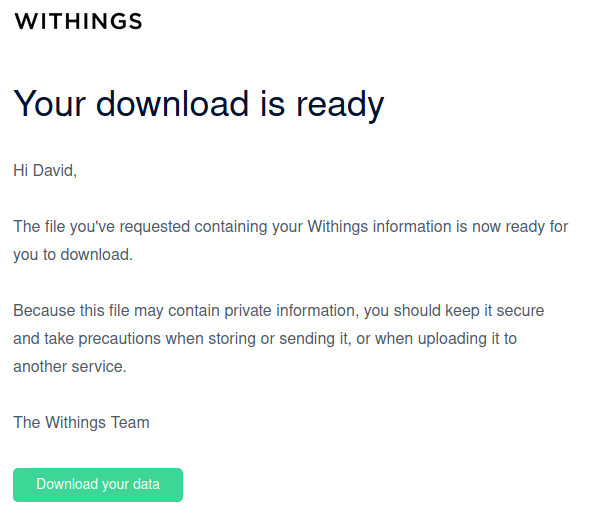 WITHINGS
Your download is ready
Hi David,
The file you've requested containing your Withings information is now ready for
you to download.
Because this file may contain private information, you should keep it secure
and take precautions when storing or sending it, or when uploading it to
another service.
The Withings Team
Download your data